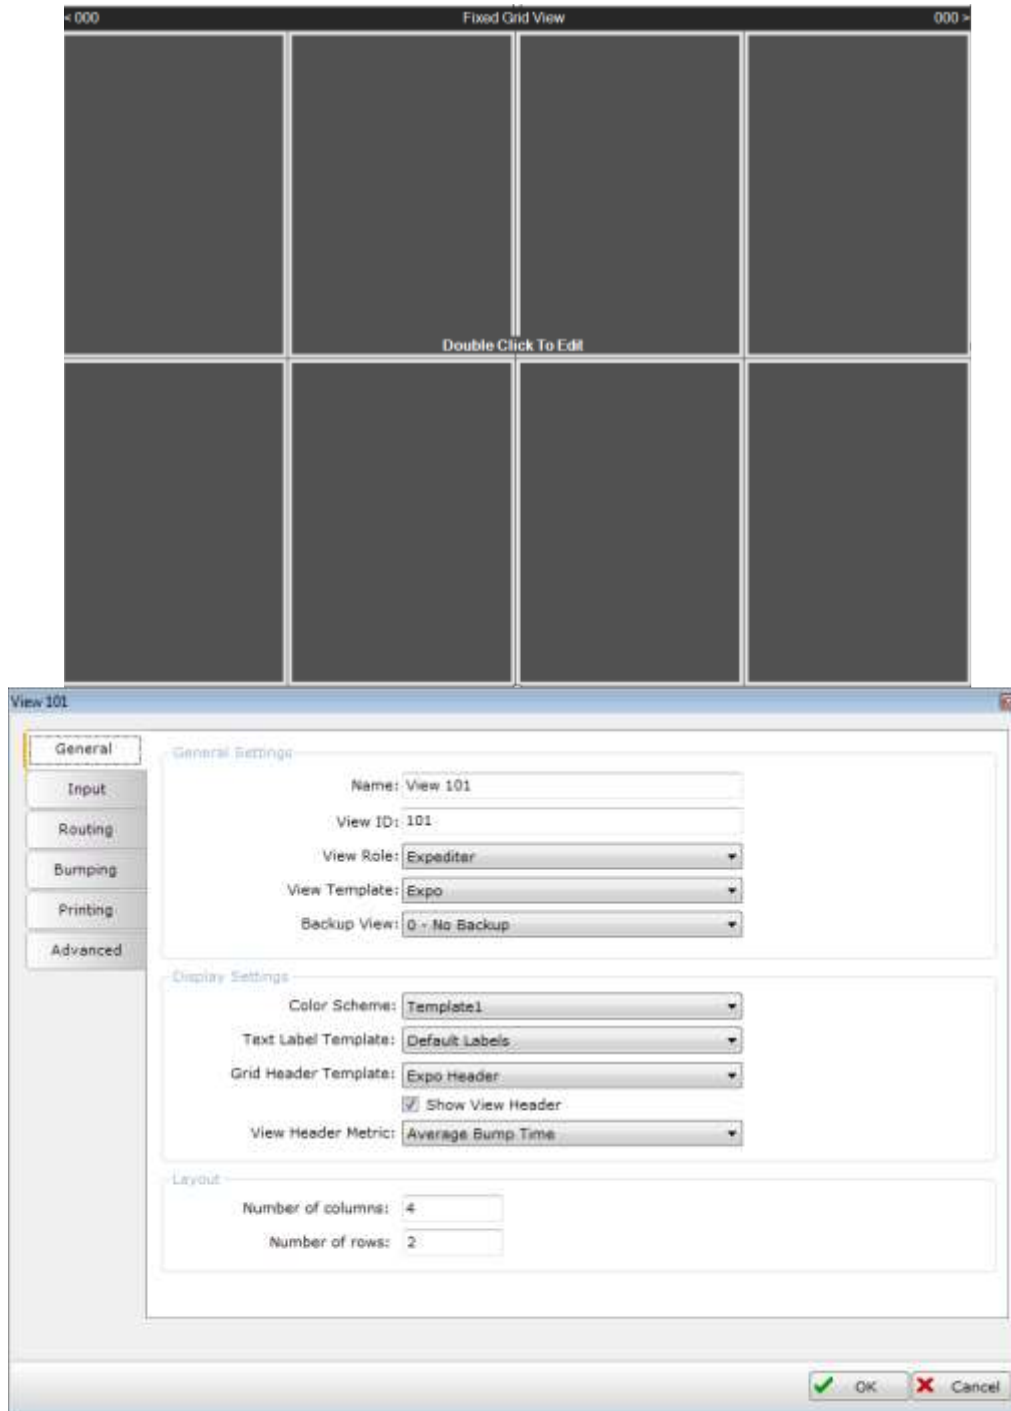 < 000 Fixed Grid View 000 >
Double Click To Edit
View 101
General
Input
Routing
Bumping
Printing
Advanced
General Settings
Name: View 101
View ID: 101
View Role: Expediter
View Template: Expo
Backup View: 0 - No Backup
Display Settings
Color Scheme: Template1
Text Label Template: Default Labels
Grid Header Template: Expo Header
Show View Header
View Header Metric: Average Bump Time
Layout
Number of columns: 4
Number of rows: 2
OK Cancel